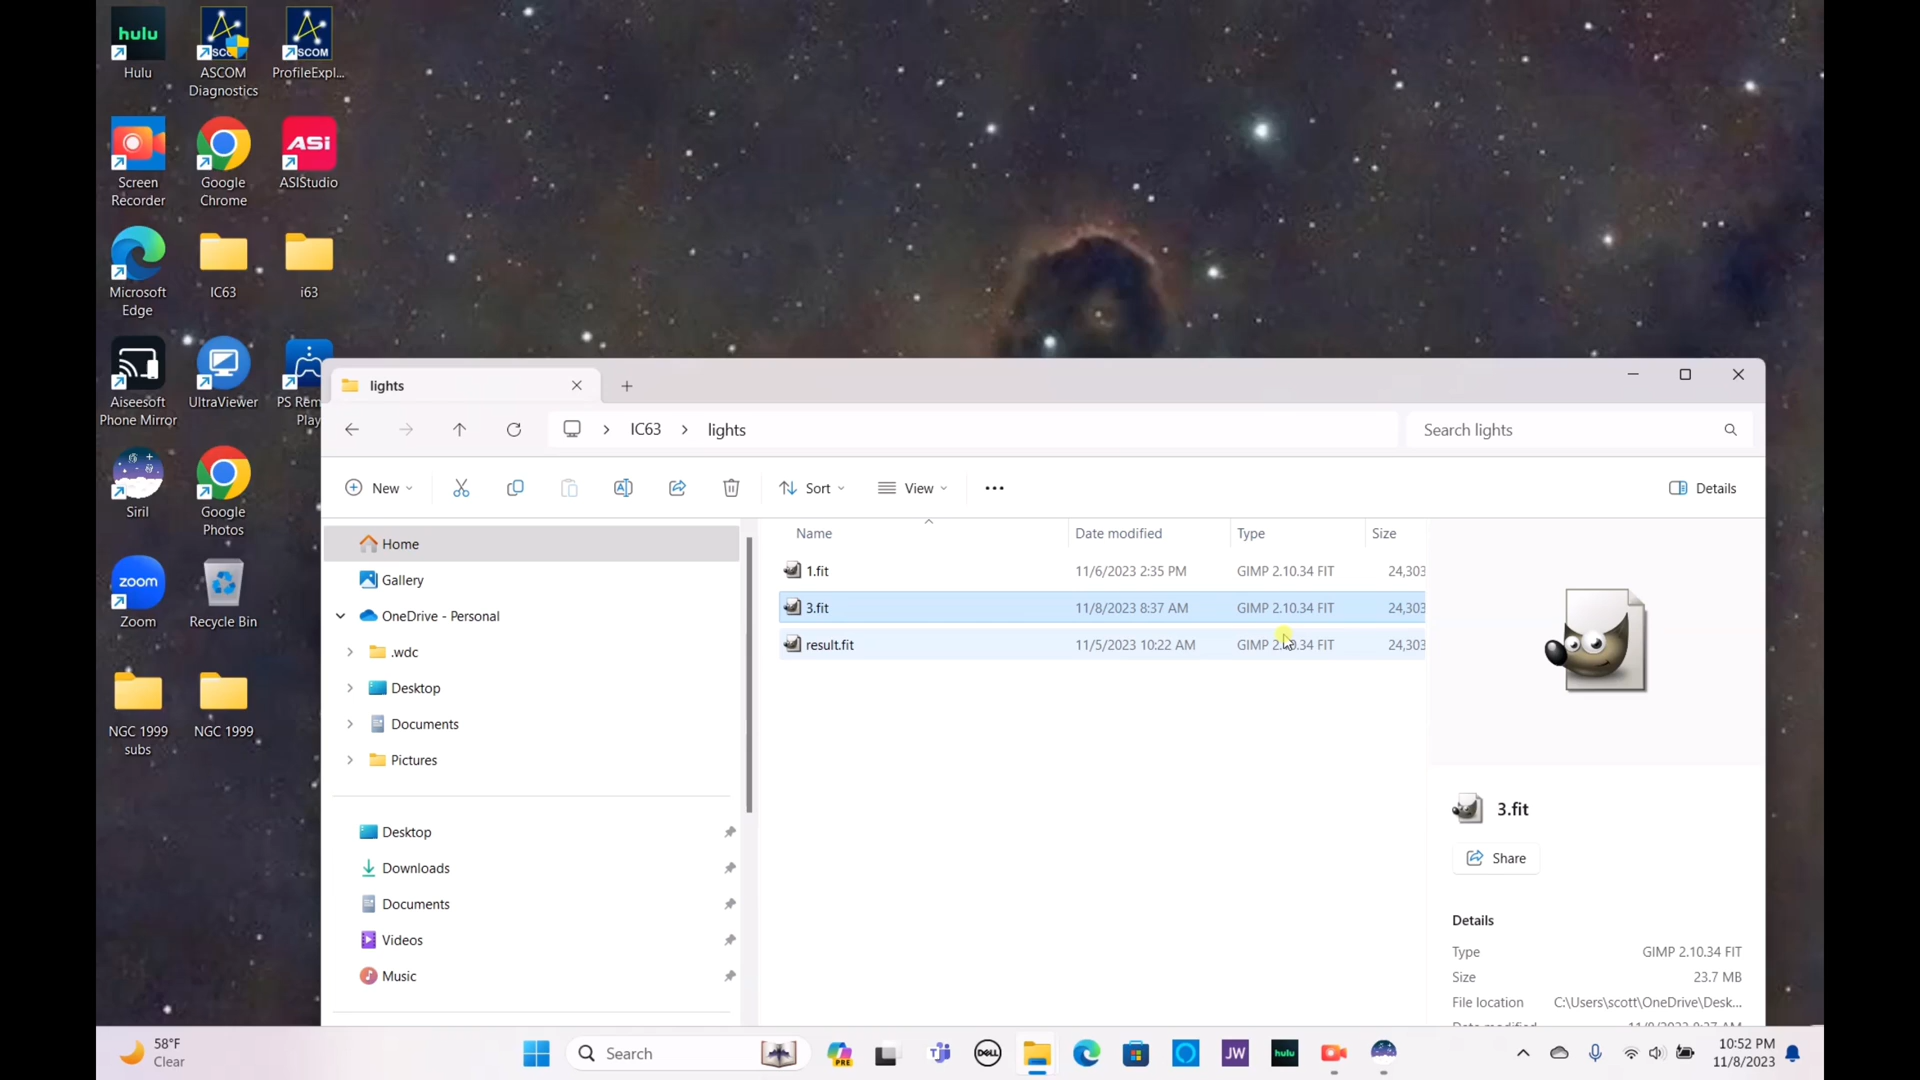 hulu
Hulu
ASCOM
Diagnostics
SCOM
ProfileExpl...
Screen
Recorder
Google
Chrome
ASi
ASIStudio
Microsoft
Edge
IC63
i63
Aiseesoft
Phone Mirror
UltraViewer
PS Rem
Play
Siril
Google
Photos
zoom
Zoom
Recycle Bin
NGC 1999
subs
NGC 1999
lights
IC63
lights
Search lights
New
Sort
View
Details
Home
Gallery
OneDrive - Personal
.wdc
Desktop
Documents
Pictures
Desktop
Downloads
Documents
Videos
Music
Name Date modified Type Size
1.fit 11/6/2023 2:35 PM GIMP 2.10.34 FIT 24,303
3.fit 11/8/2023 8:37 AM GIMP 2.10.34 FIT 24,303
result.fit 11/5/2023 10:22 AM GIMP 2.10.34 FIT 24,303
3.fit
Share
Details
Type GIMP 2.10.34 FIT
Size 23.7 MB
File location C:\Users\scott\OneDrive\Desk...
58°F
Clear
Search
PRE
DELL
JW
hulu
10:52 PM
11/8/2023